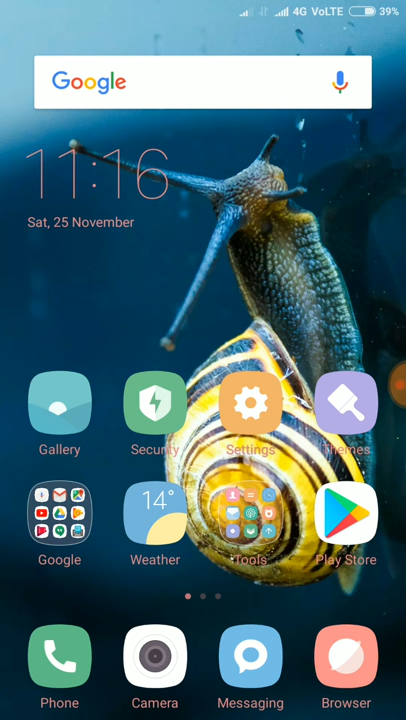 4G VoLTE 39%
Google
11:16
Sat, 25 November
Gallery Security Settings Themes
14°
Google Weather Tools Play Store
Phone Camera Messaging Browser